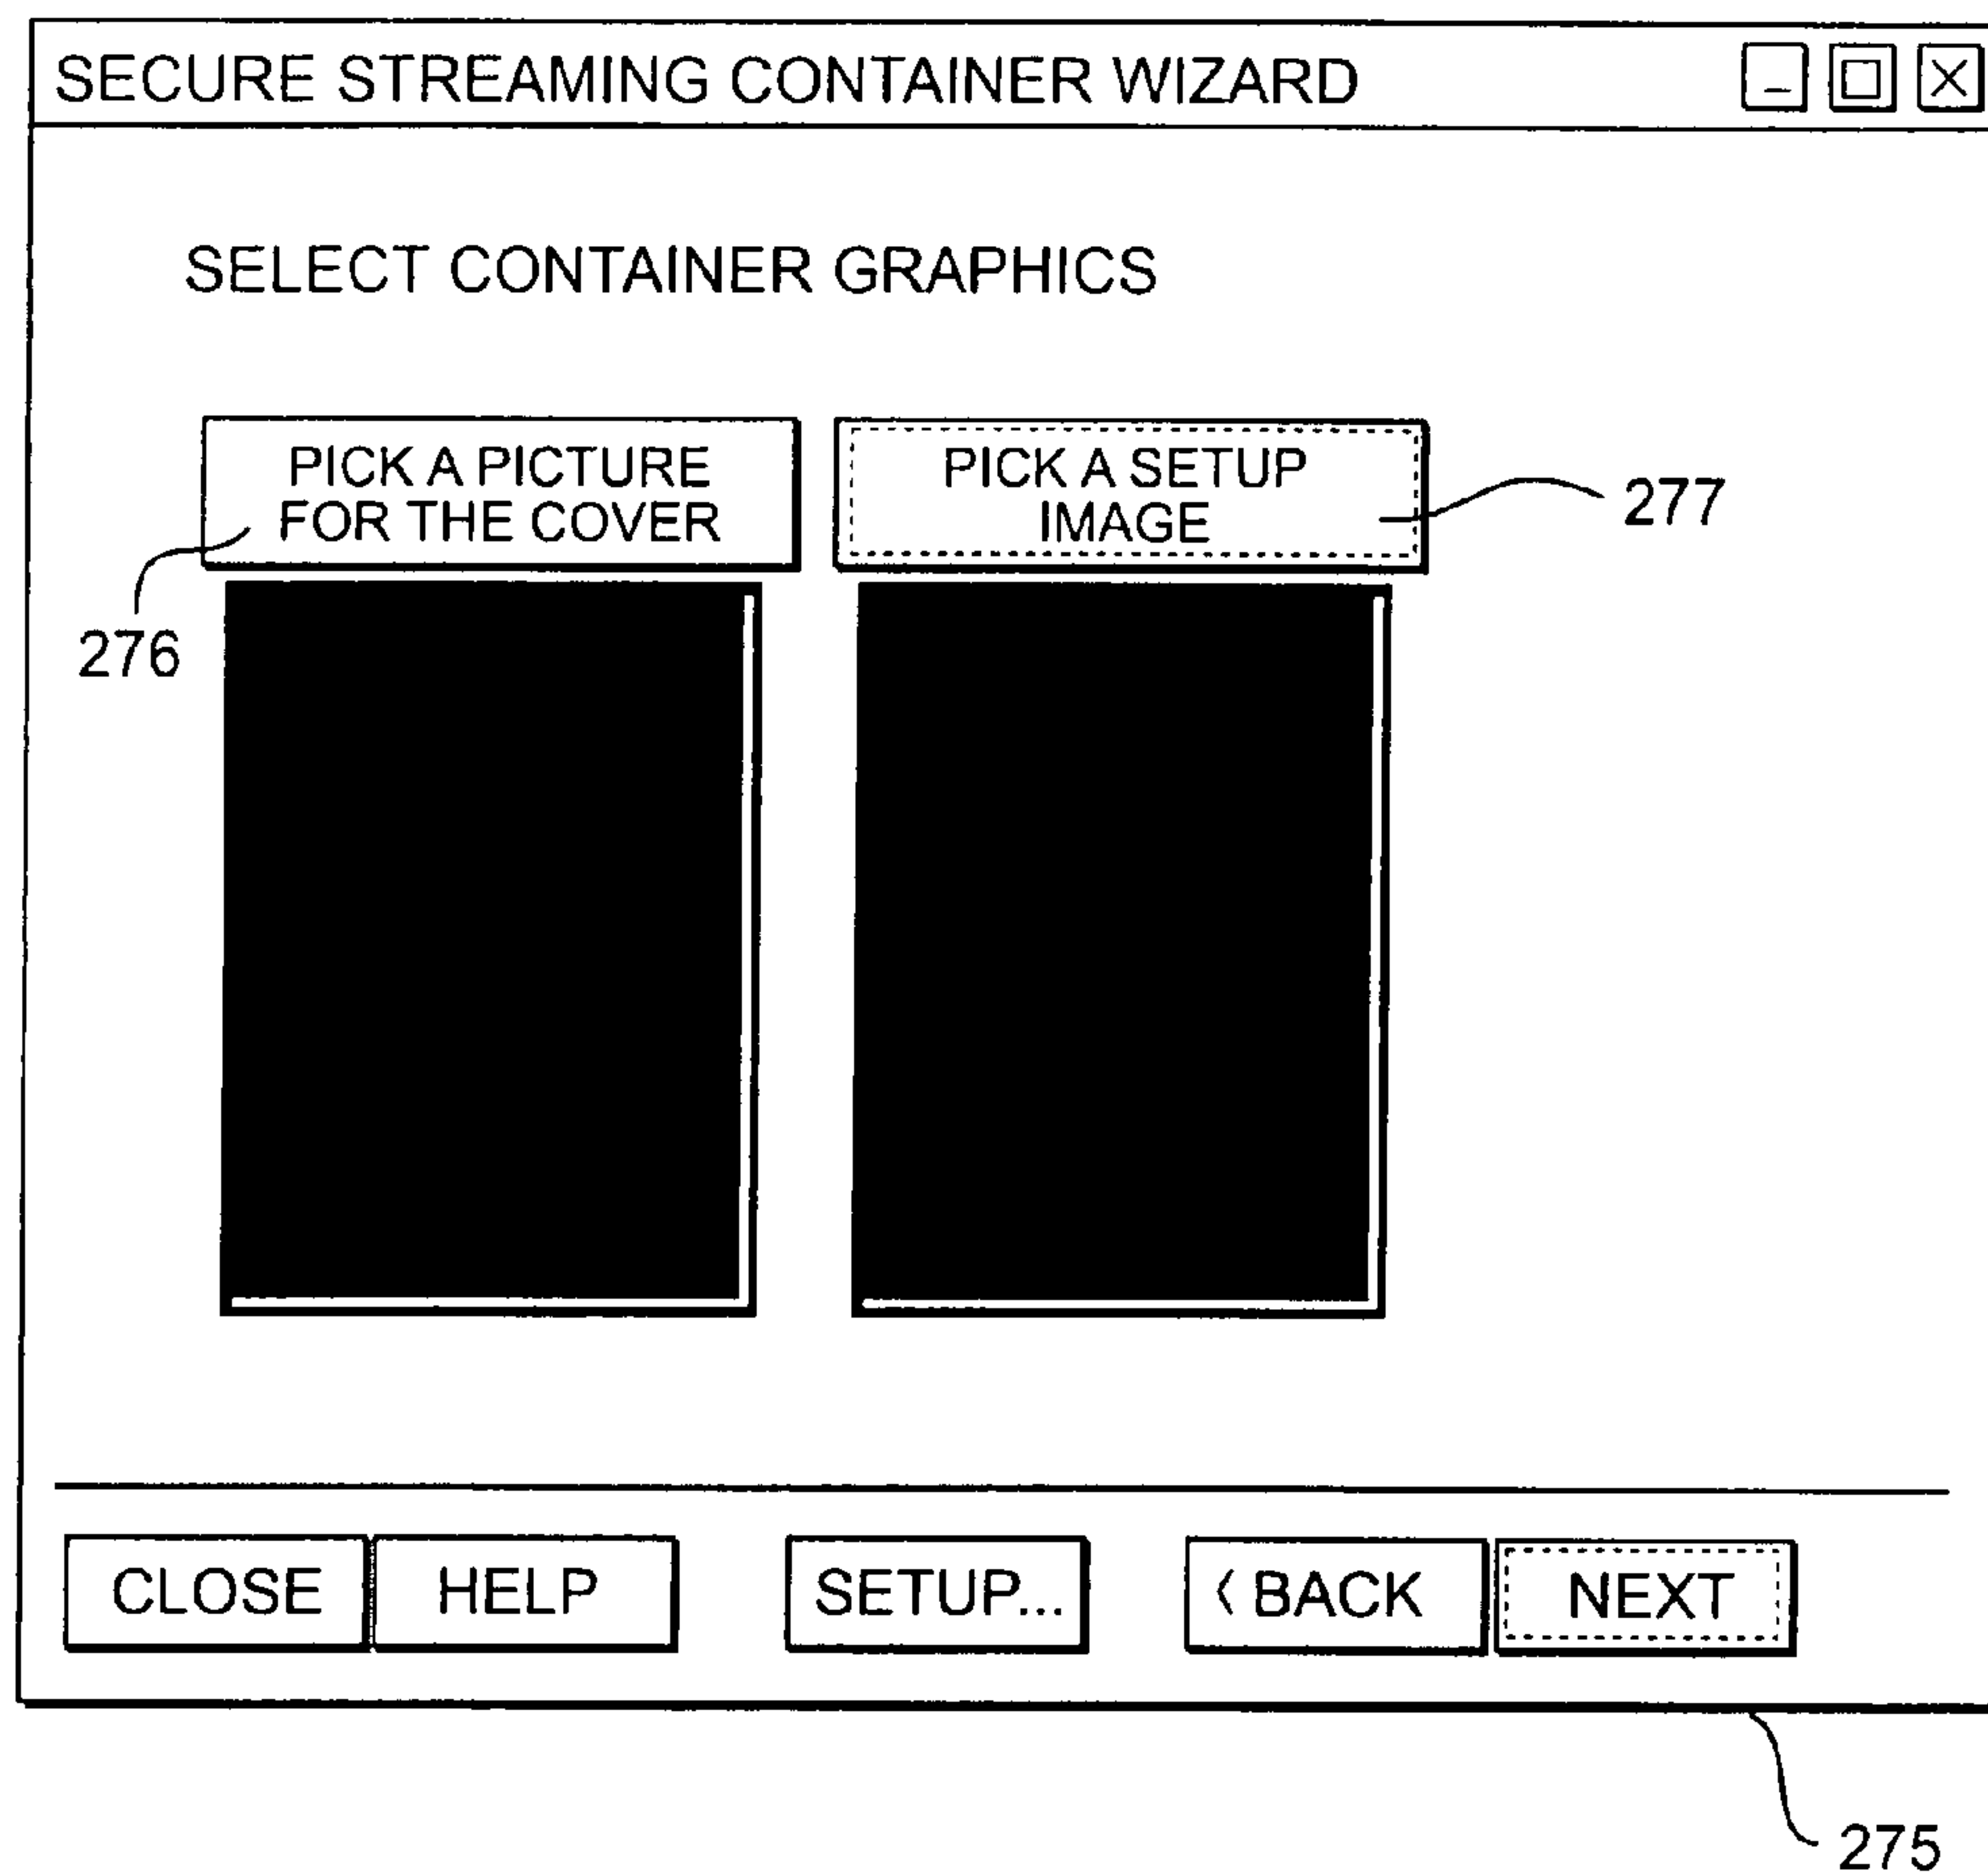 SECURE STREAMING CONTAINER WIZARD
SELECT CONTAINER GRAPHICS
PICK A PICTURE
FOR THE COVER
PICK A SETUP
IMAGE
277
276
CLOSE
HELP
SETUP...
< BACK
NEXT
275